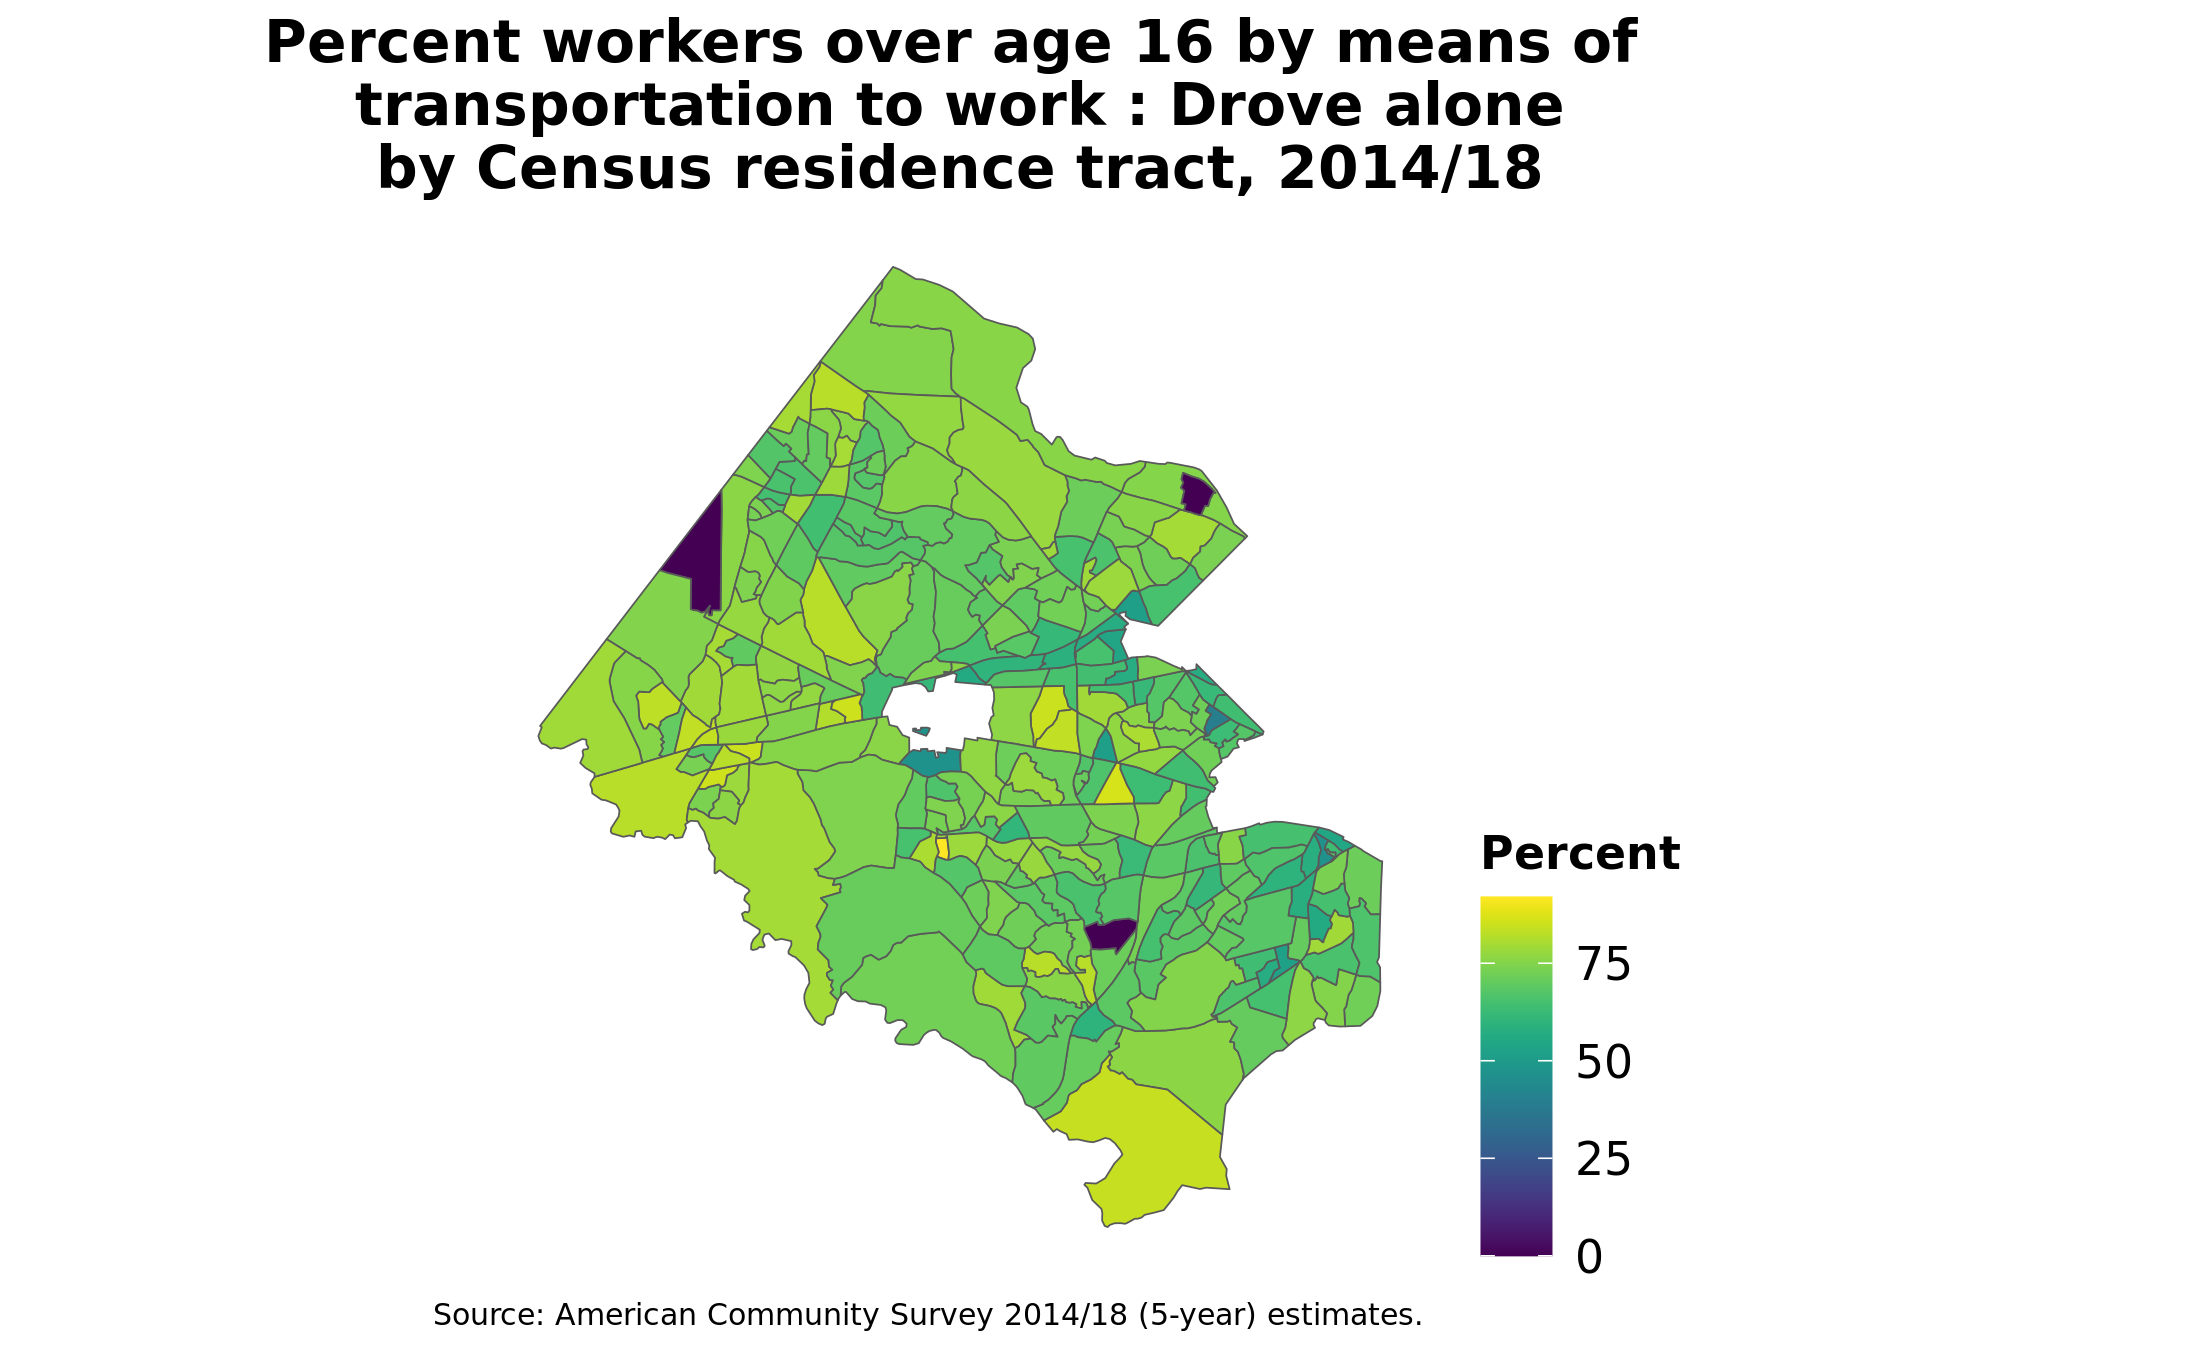 Percent workers over age 16 by means of
transportation to work : Drove alone
by Census residence tract, 2014/18
Percent
75
50
25
0
Source: American Community Survey 2014/18 (5-year) estimates.